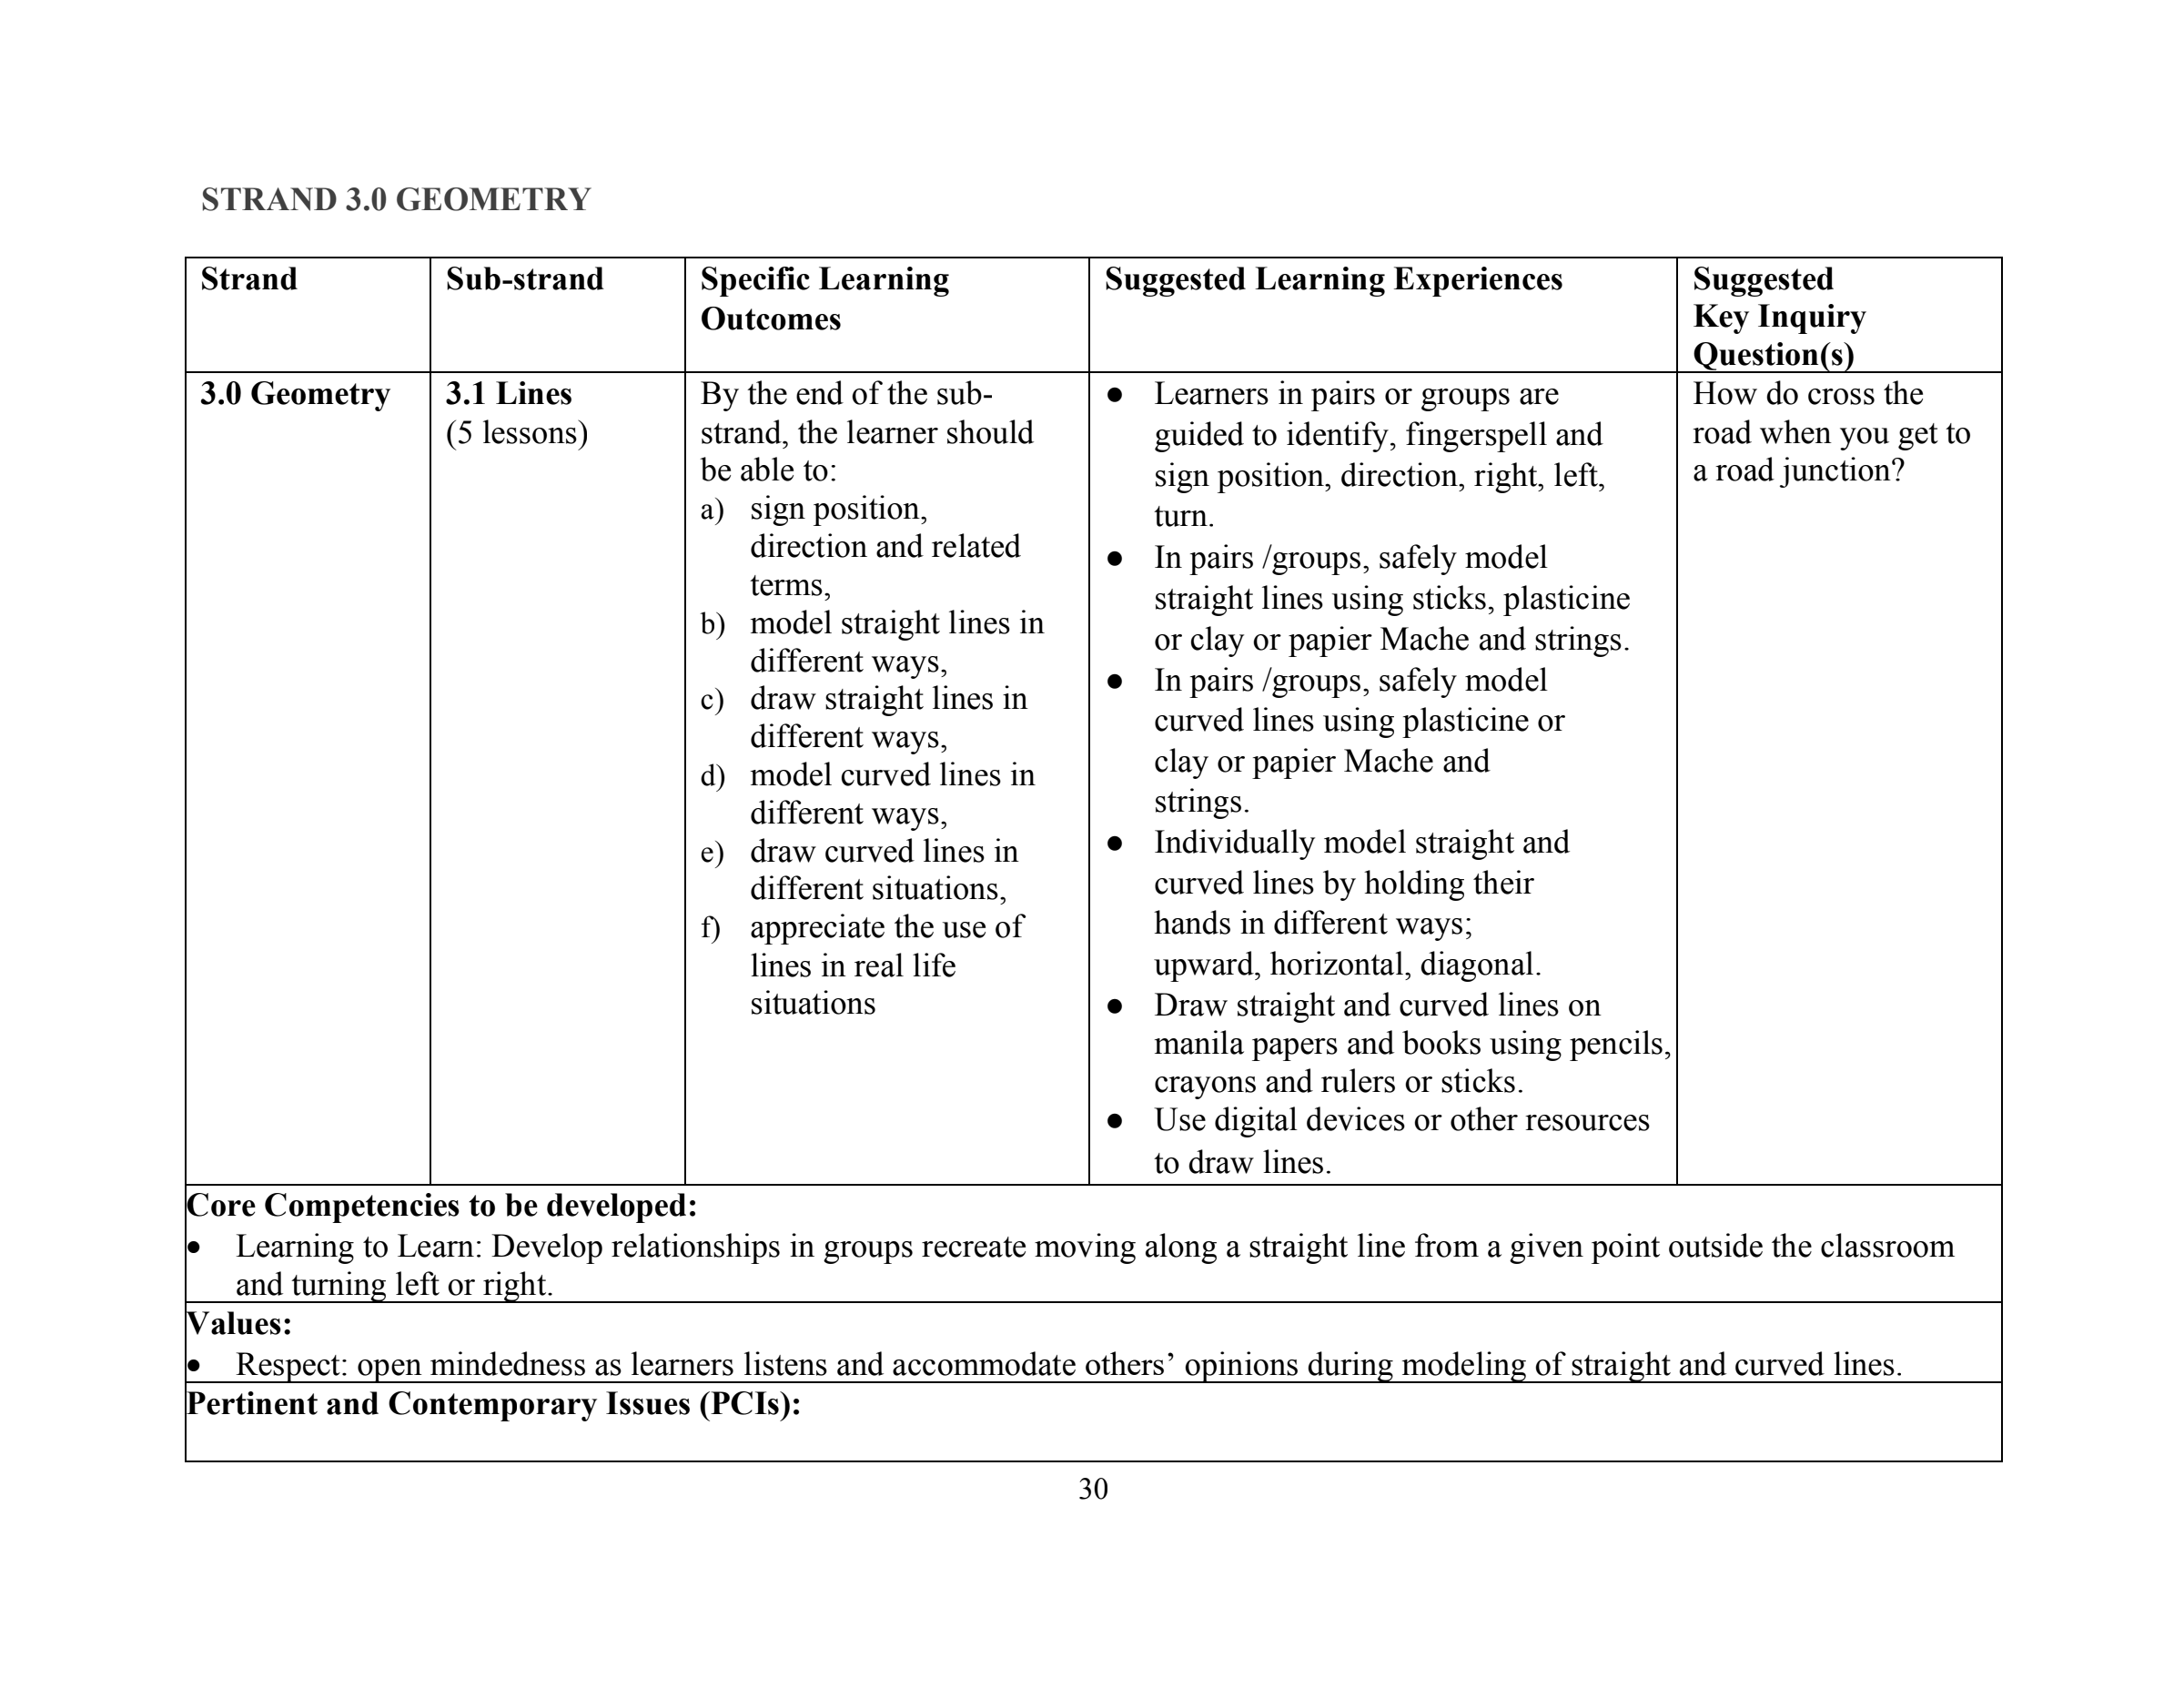 STRAND 3.0 GEOMETRY
Strand
Sub-strand
Specific Learning
Outcomes
Suggested Learning Experiences
Suggested
Key Inquiry
Question(s)
3.0 Geometry
3.1 Lines
(5 lessons)
By the end of the sub-
strand, the learner should
be able to:
a) sign position,
direction and related
terms,
b) model straight lines in
different ways,
c) draw straight lines in
different ways,
d) model curved lines in
different ways,
e) draw curved lines in
different situations,
f) appreciate the use of
lines in real life
situations
● Learners in pairs or groups are
guided to identify, fingerspell and
sign position, direction, right, left,
turn.
● In pairs /groups, safely model
straight lines using sticks, plasticine
or clay or papier Mache and strings.
● In pairs /groups, safely model
curved lines using plasticine or
clay or papier Mache and
strings.
● Individually model straight and
curved lines by holding their
hands in different ways;
upward, horizontal, diagonal.
● Draw straight and curved lines on
manila papers and books using pencils,
crayons and rulers or sticks.
● Use digital devices or other resources
to draw lines.
How do cross the
road when you get to
a road junction?
Core Competencies to be developed:
• Learning to Learn: Develop relationships in groups recreate moving along a straight line from a given point outside the classroom
and turning left or right.
Values:
• Respect: open mindedness as learners listens and accommodate others’ opinions during modeling of straight and curved lines.
Pertinent and Contemporary Issues (PCIs):
30